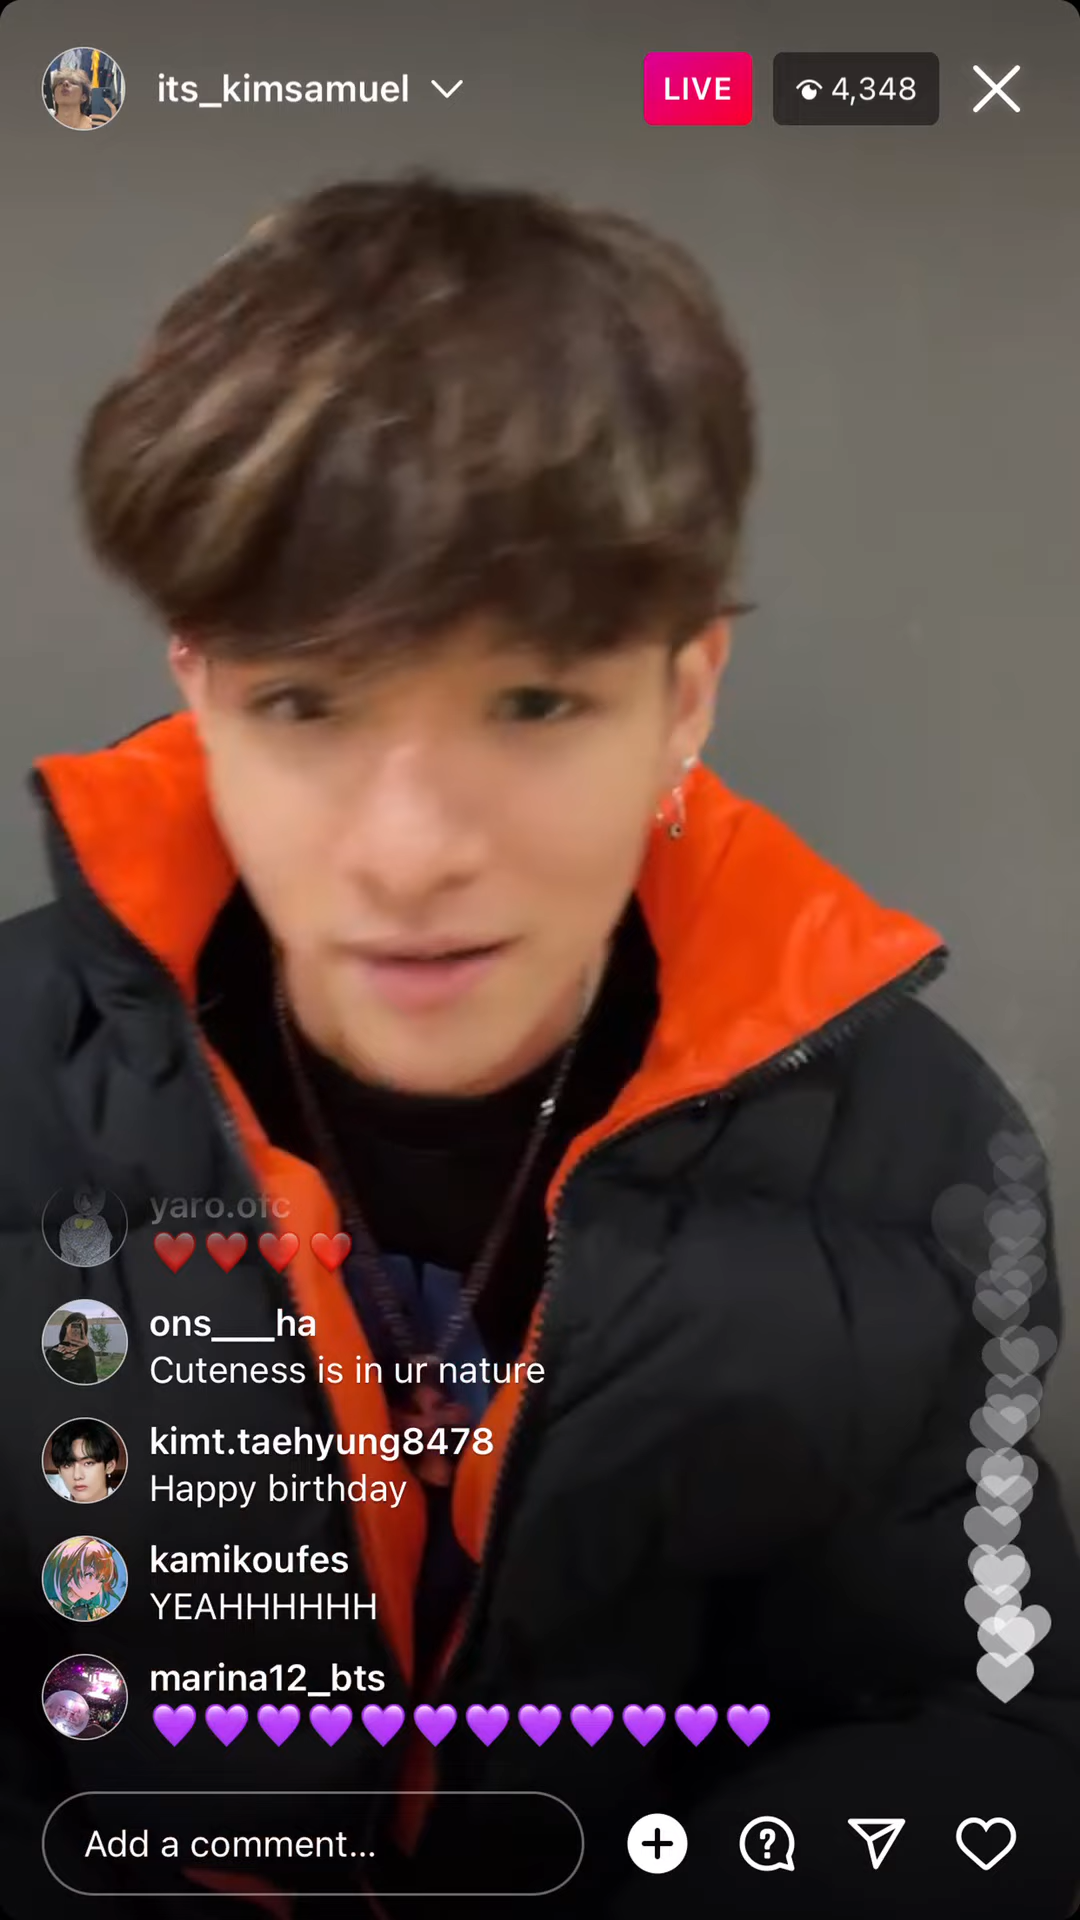 its_kimsamuel
LIVE
4,348
yaro.ofc
❤️❤️❤️❤️
ons___ha
Cuteness is in ur nature
kimt.taehyung8478
Happy birthday
kamikoufes
YEAHHHHHH
marina12_bts
💜💜💜💜💜💜💜💜💜💜💜💜
Add a comment...